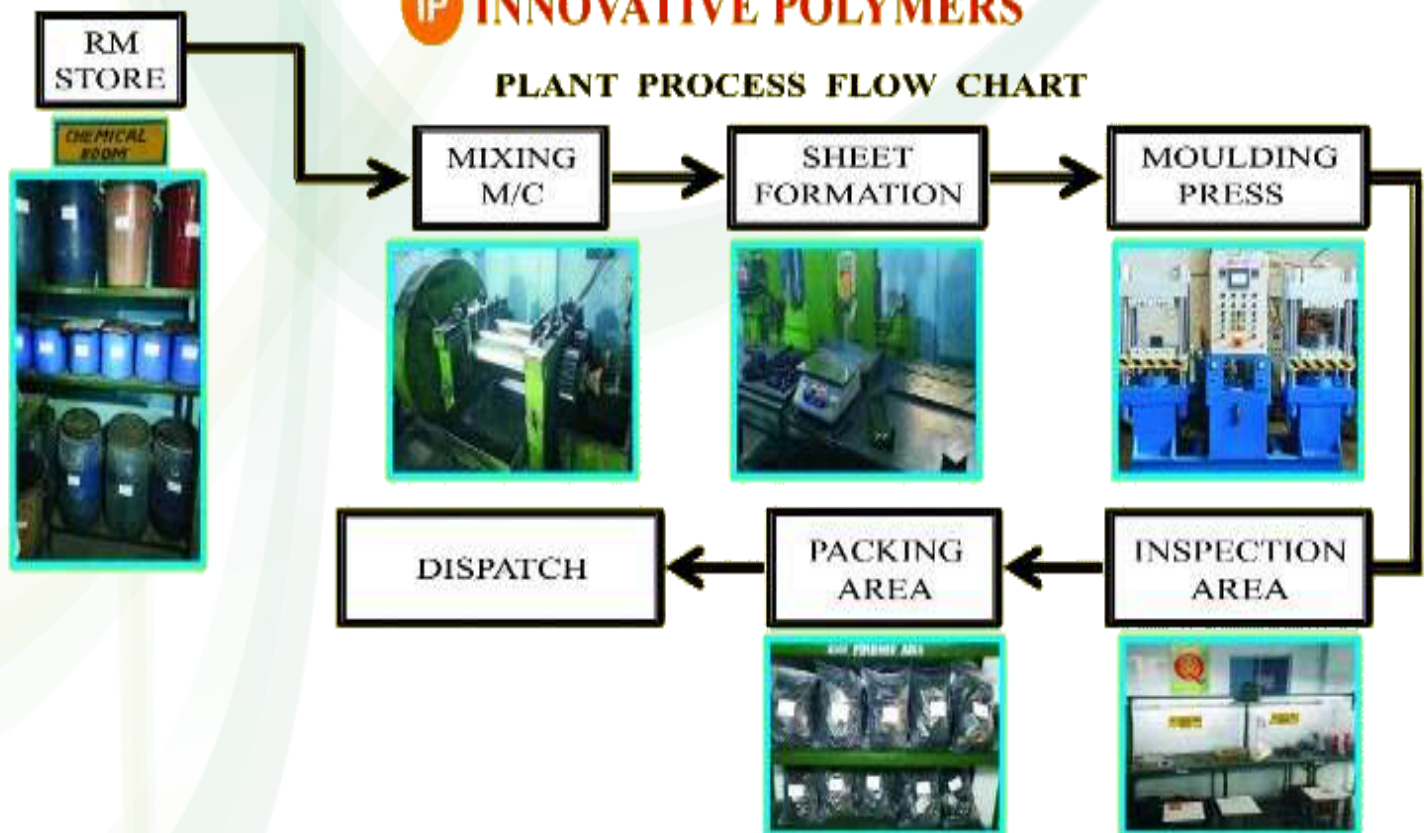 IP INNOVATIVE POLYMERS
PLANT PROCESS FLOW CHART
RM
STORE
CHEMICAL
ROOM
MIXING
M/C
SHEET
FORMATION
MOULDING
PRESS
INSPECTION
AREA
PACKING
AREA
DISPATCH